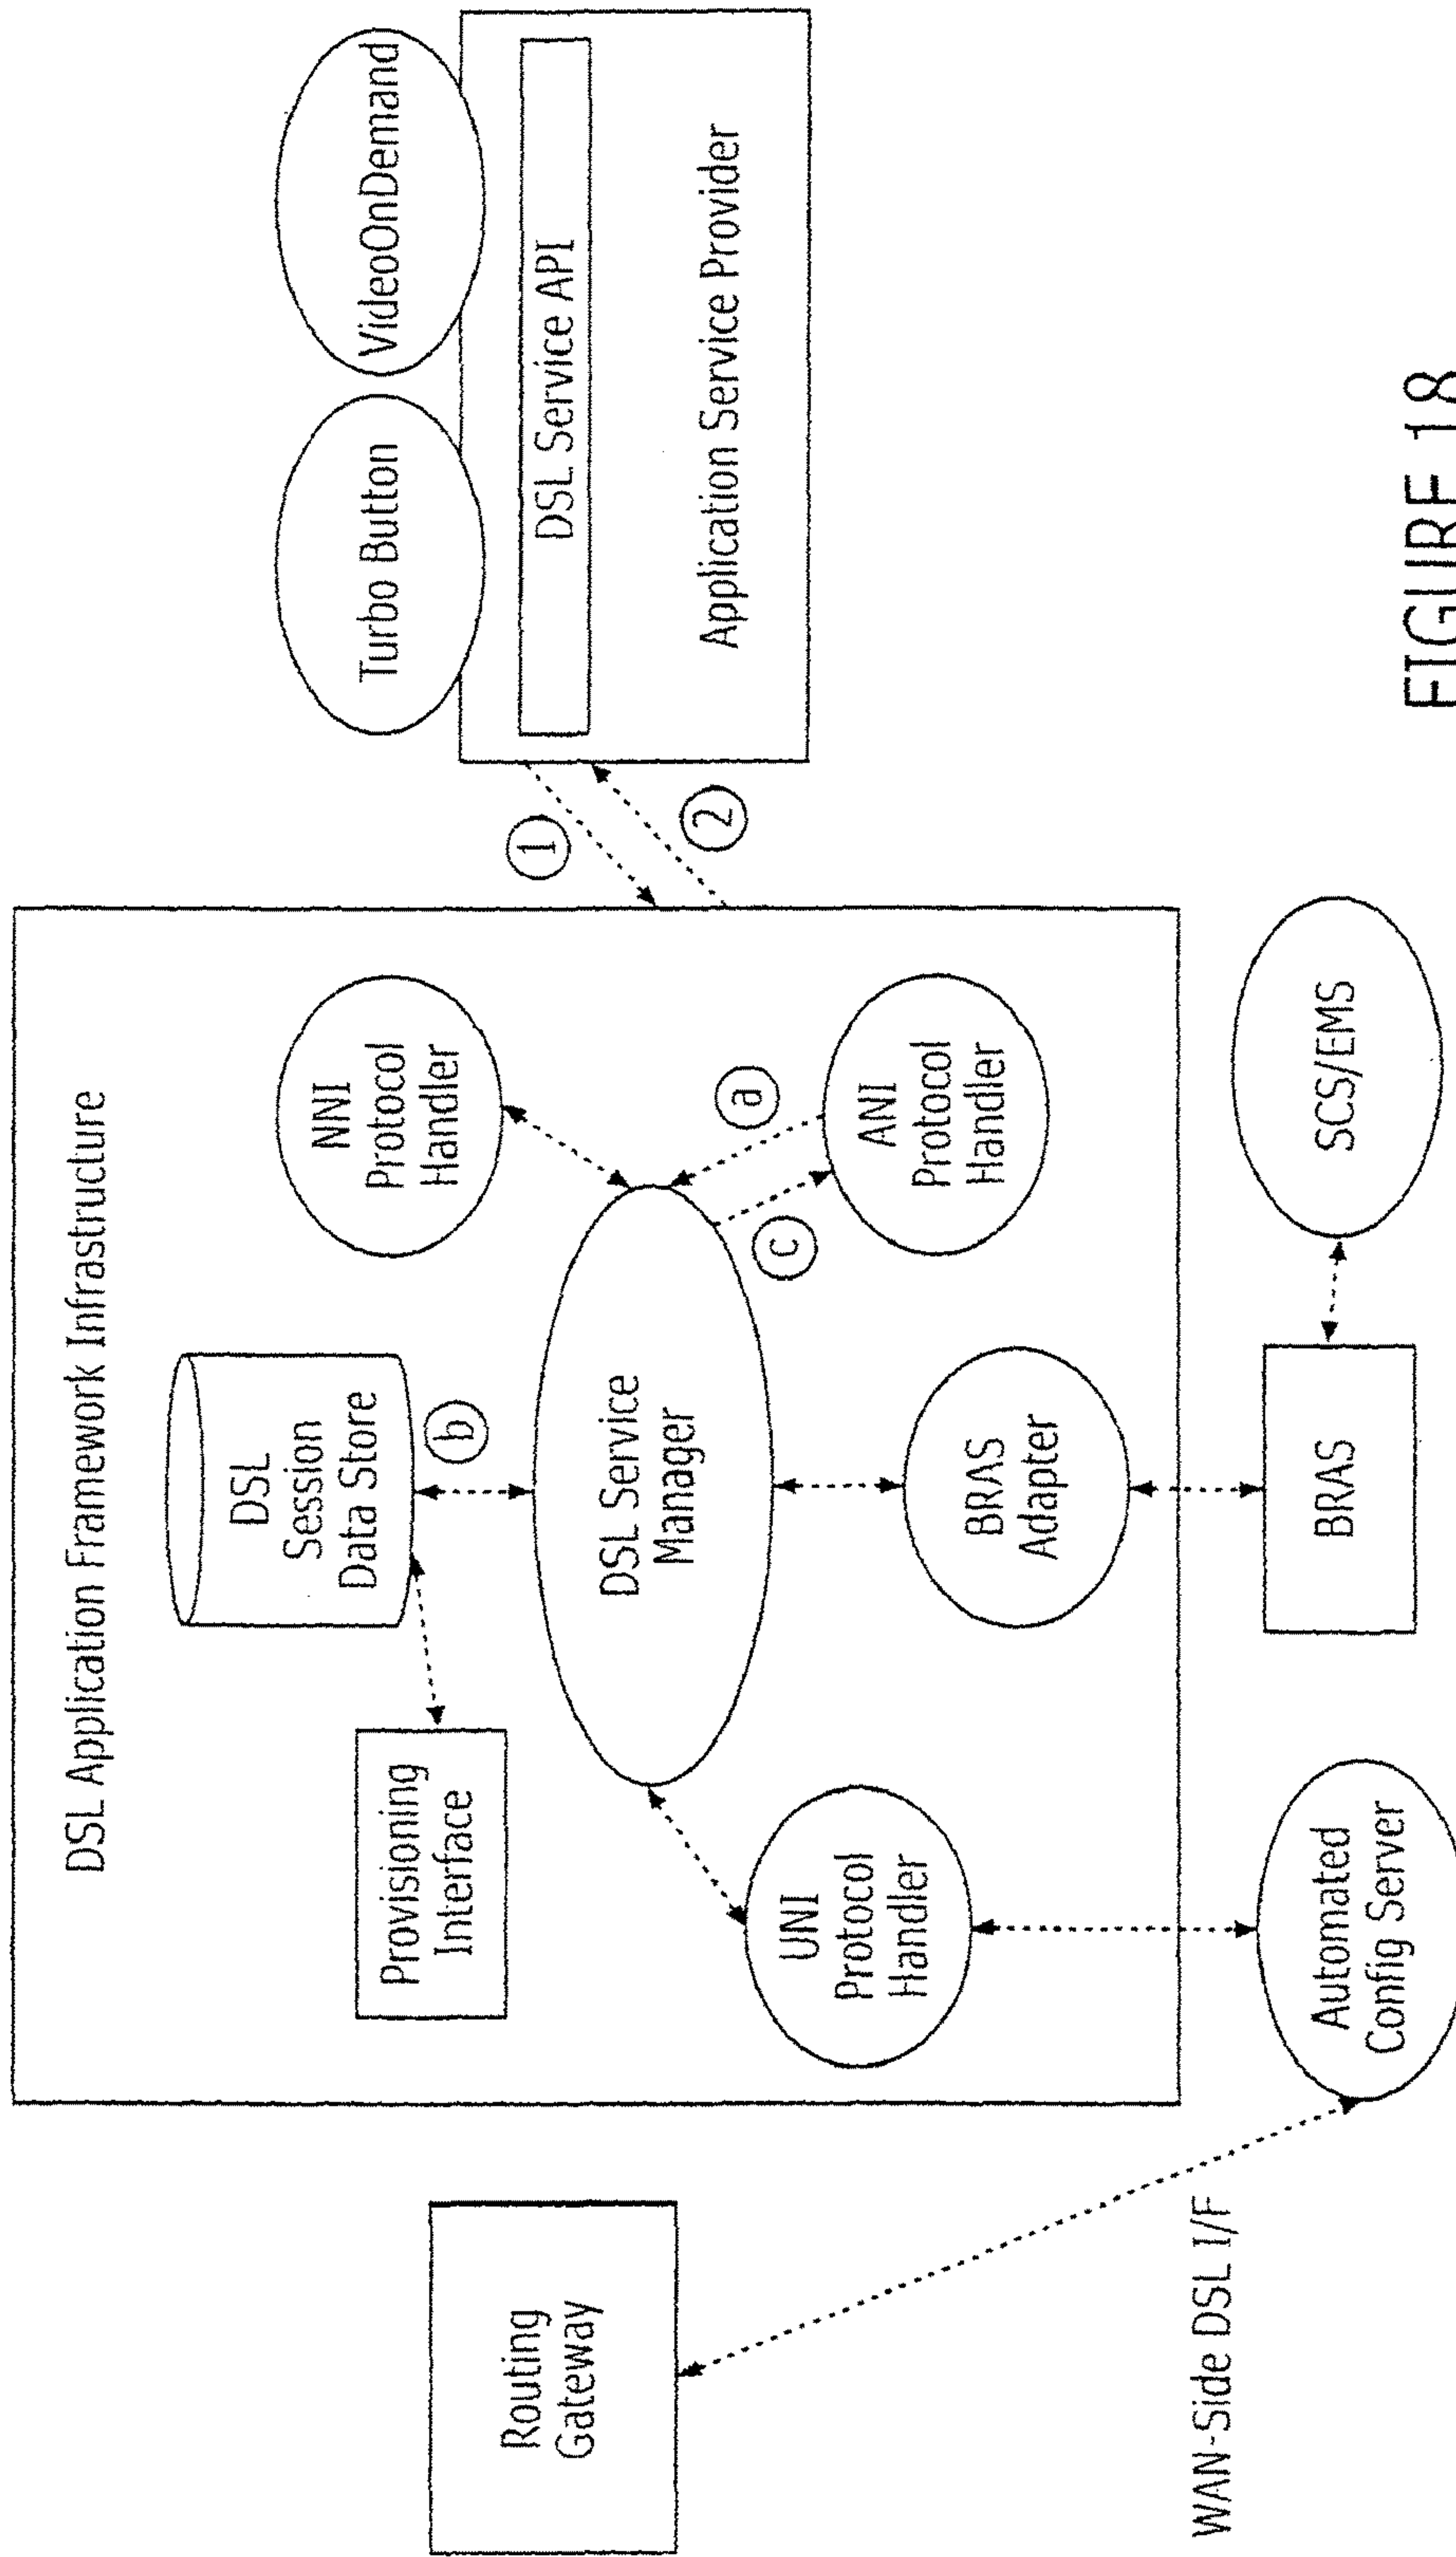 DSL Application Framework Infrastructure
Routing
Gateway
Provisioning
Interface
DSL
Session
Data Store
b
NNI
Protocol
Handler
DSL Service
Manager
a
c
UNI
Protocol
Handler
BRAS
Adapter
ANI
Protocol
Handler
1
2
Turbo Button
VideoOnDemand
DSL Service API
Application Service Provider
WAN-Side DSL I/F
Automated
Config Server
BRAS
SCS/EMS
FIGURE 18